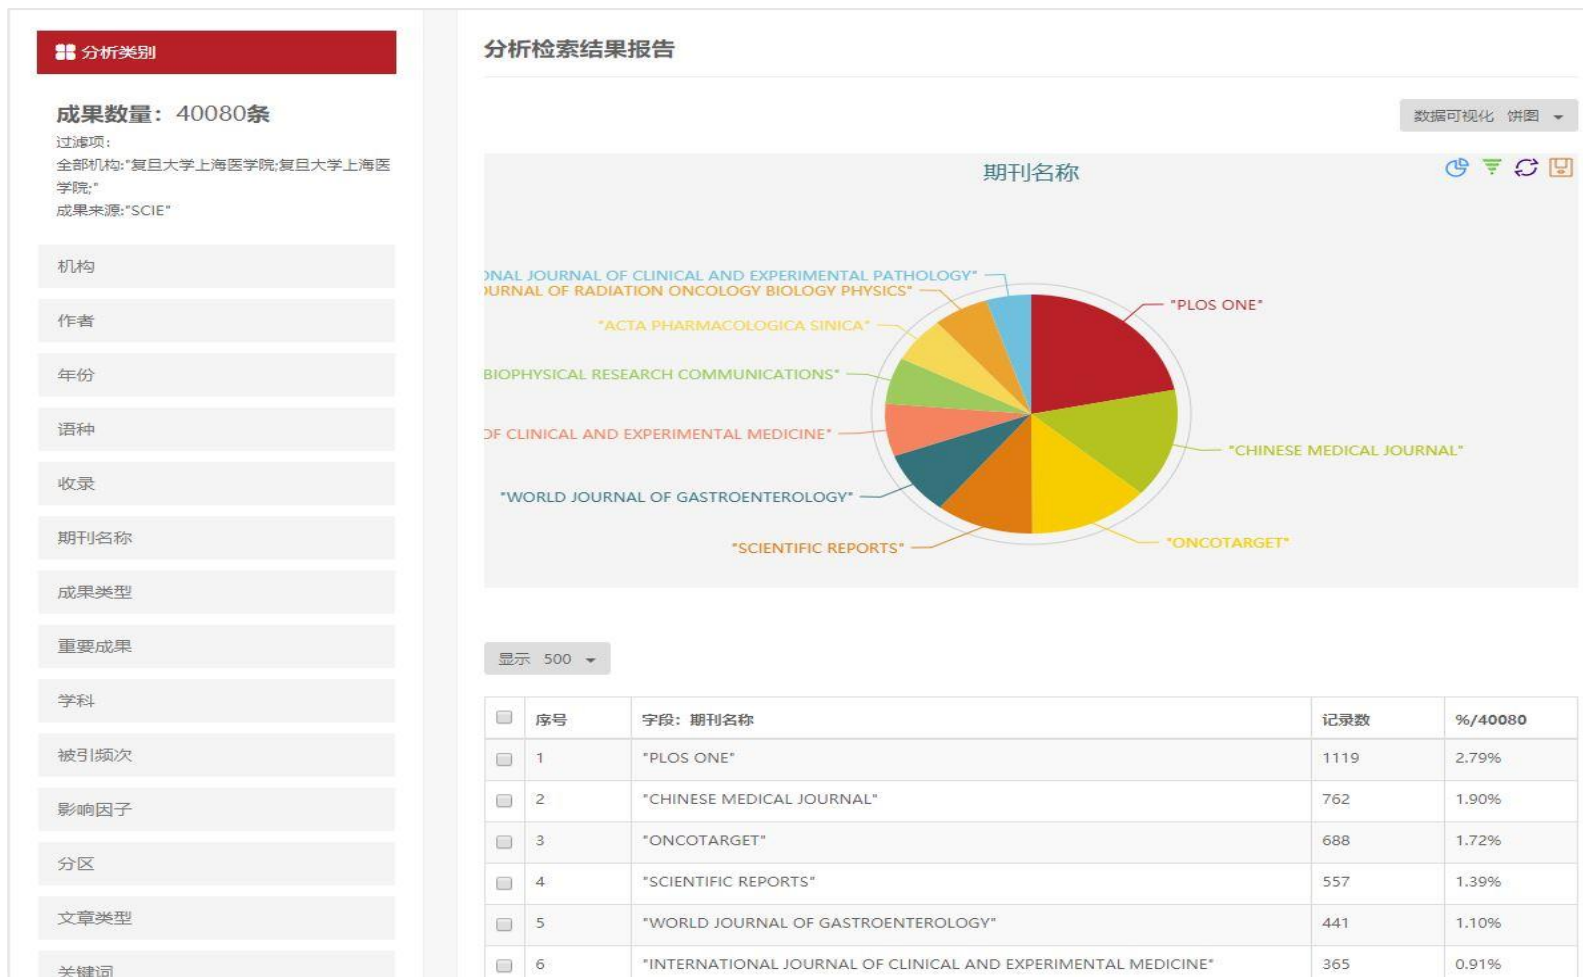 分析类别
成果数量：40080条
过滤项：
全部机构:"复旦大学上海医学院;复旦大学上海医
学院;"
成果来源:"SCIE"
机构
作者
年份
语种
收录
期刊名称
成果类型
重要成果
学科
被引频次
影响因子
分区
文章类型
关键词
分析检索结果报告
数据可视化 饼图
期刊名称
ONAL JOURNAL OF CLINICAL AND EXPERIMENTAL PATHOLOGY"
OURNAL OF RADIATION ONCOLOGY BIOLOGY PHYSICS"
"PLOS ONE"
"ACTA PHARMACOLOGICA SINICA"
BIOPHYSICAL RESEARCH COMMUNICATIONS"
OF CLINICAL AND EXPERIMENTAL MEDICINE"
"CHINESE MEDICAL JOURNAL"
"WORLD JOURNAL OF GASTROENTEROLOGY"
"SCIENTIFIC REPORTS"
"ONCOTARGET"
显示 500
序号 字段：期刊名称 记录数 %/40080
1 "PLOS ONE" 1119 2.79%
2 "CHINESE MEDICAL JOURNAL" 762 1.90%
3 "ONCOTARGET" 688 1.72%
4 "SCIENTIFIC REPORTS" 557 1.39%
5 "WORLD JOURNAL OF GASTROENTEROLOGY" 441 1.10%
6 "INTERNATIONAL JOURNAL OF CLINICAL AND EXPERIMENTAL MEDICINE" 365 0.91%